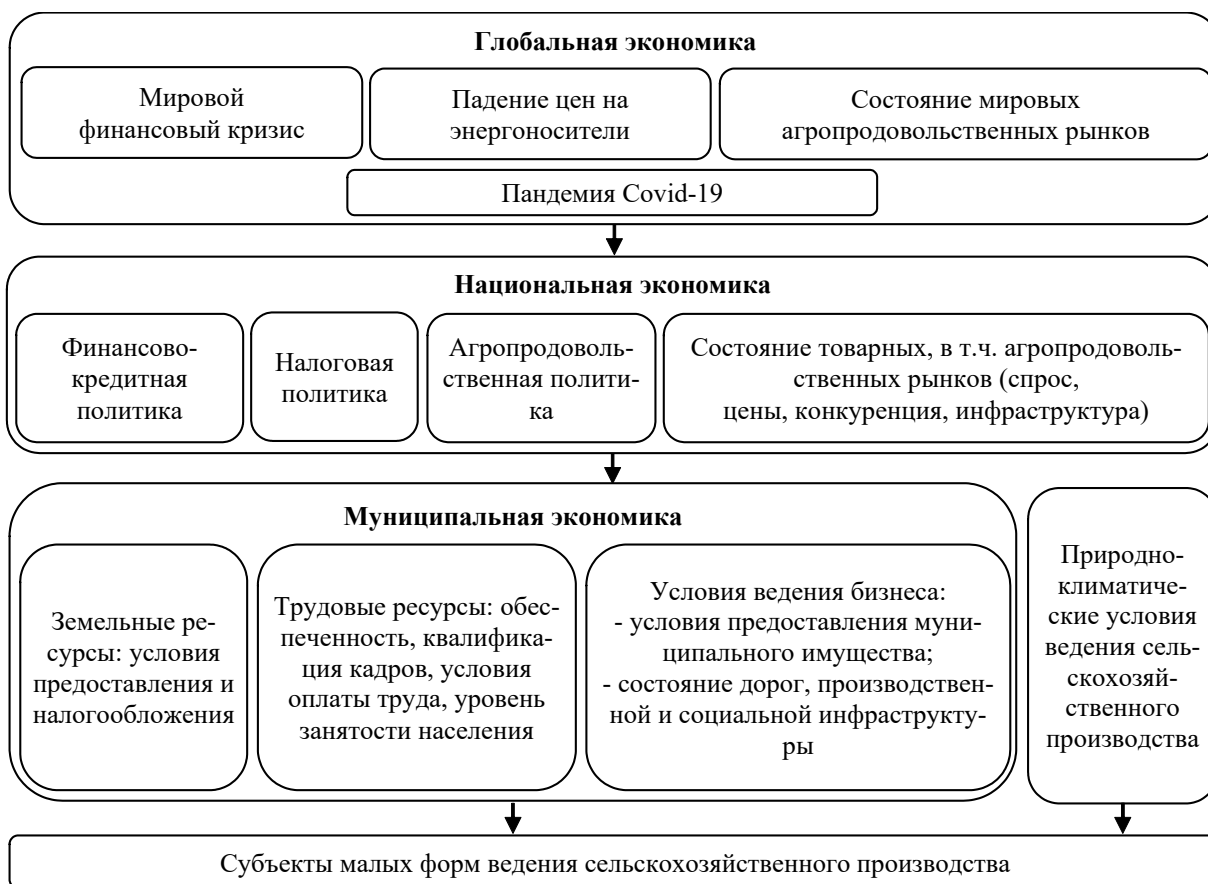 Глобальная экономика
Мировой
финансовый кризис
Падение цен на
энергоносители
Состояние мировых
агропродовольственных рынков
Пандемия Covid-19
Национальная экономика
Финансово-
кредитная
политика
Налоговая
политика
Агропродоволь-
ственная полити-
ка
Состояние товарных, в т.ч. агропродоволь-
ственных рынков (спрос,
цены, конкуренция, инфраструктура)
Муниципальная экономика
Земельные ре-
сурсы: условия
предоставления и
налогообложения
Трудовые ресурсы: обес-
печенность, квалифика-
ция кадров, условия
оплаты труда, уровень
занятости населения
Условия ведения бизнеса:
- условия предоставления муни-
ципального имущества;
- состояние дорог, производствен-
ной и социальной инфраструкту-
ры
Природно-
климатиче-
ские условия
ведения сель-
скохозяй-
ственного
производства
Субъекты малых форм ведения сельскохозяйственного производства